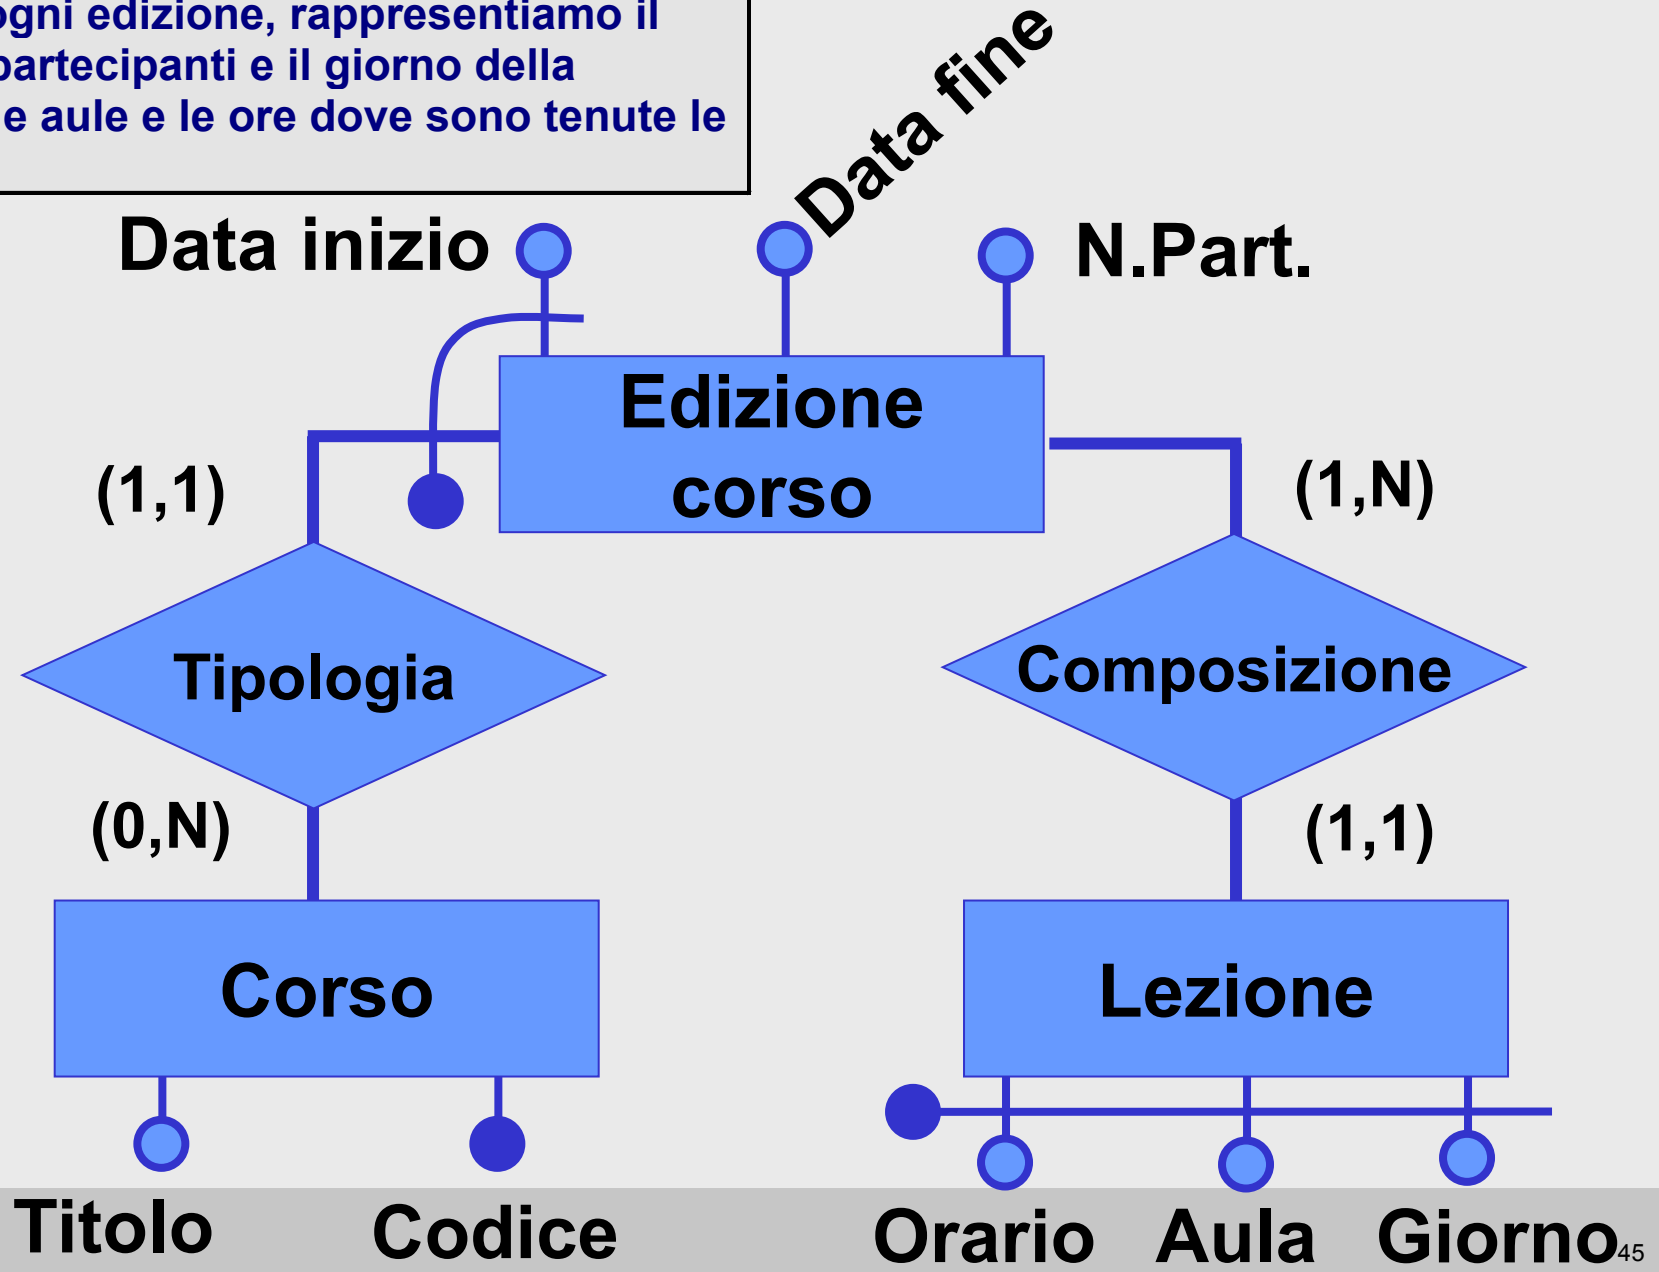 ogni edizione, rappresentiamo il
partecipanti e il giorno della
e aule e le ore dove sono tenute le
Data fine
Data inizio
N.Part.
Edizione
corso
(1,1)
(1,N)
Tipologia
Composizione
(0,N)
(1,1)
Corso
Lezione
Titolo
Codice
Orario
Aula
Giorno
45